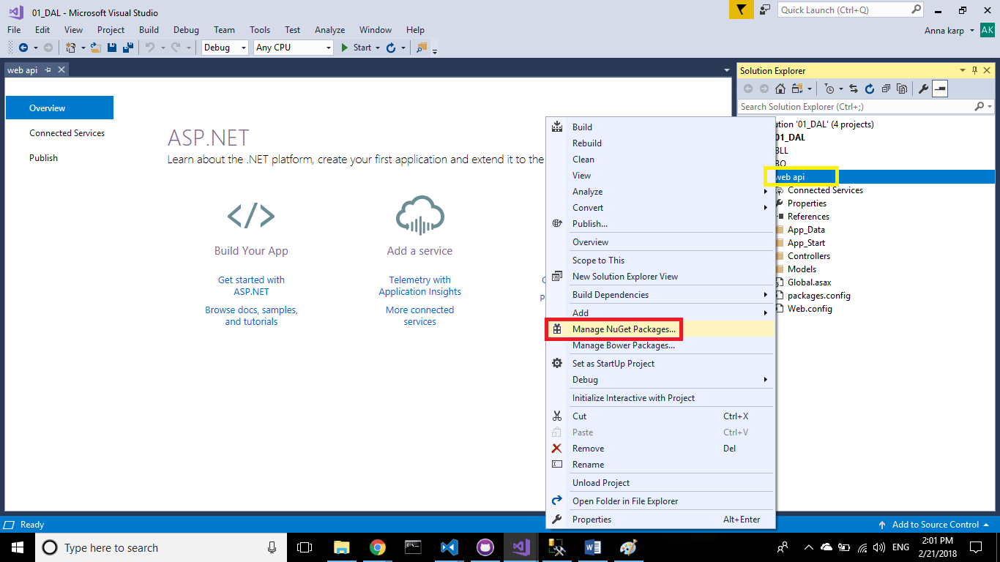 01_DAL - Microsoft Visual Studio
Quick Launch (Ctrl+Q)
File Edit View Project Build Debug Team Tools Test Analyze Window Help
Anna karp AK
Debug Any CPU Start
web api
Overview
Connected Services
Publish
ASP.NET
Learn about the .NET platform, create your first application and extend it to the
Build Your App
Get started with
ASP.NET
Browse docs, samples,
and tutorials
Add a service
Telemetry with
Application Insights
More connected
services
Build
Rebuild
Clean
View
Analyze
Convert
Publish...
Overview
Scope to This
New Solution Explorer View
Build Dependencies
Add
Manage NuGet Packages...
Manage Bower Packages...
Set as StartUp Project
Debug
Initialize Interactive with Project
Cut Ctrl+X
Paste Ctrl+V
Remove Del
Rename
Unload Project
Open Folder in File Explorer
Properties Alt+Enter
Solution Explorer
Search Solution Explorer (Ctrl+;)
ution '01_DAL' (4 projects)
01_DAL
BLL
BO
web api
Connected Services
Properties
References
App_Data
App_Start
Controllers
Models
Global.asax
packages.config
Web.config
Ready
Add to Source Control
Type here to search
ENG
2:01 PM
2/21/2018